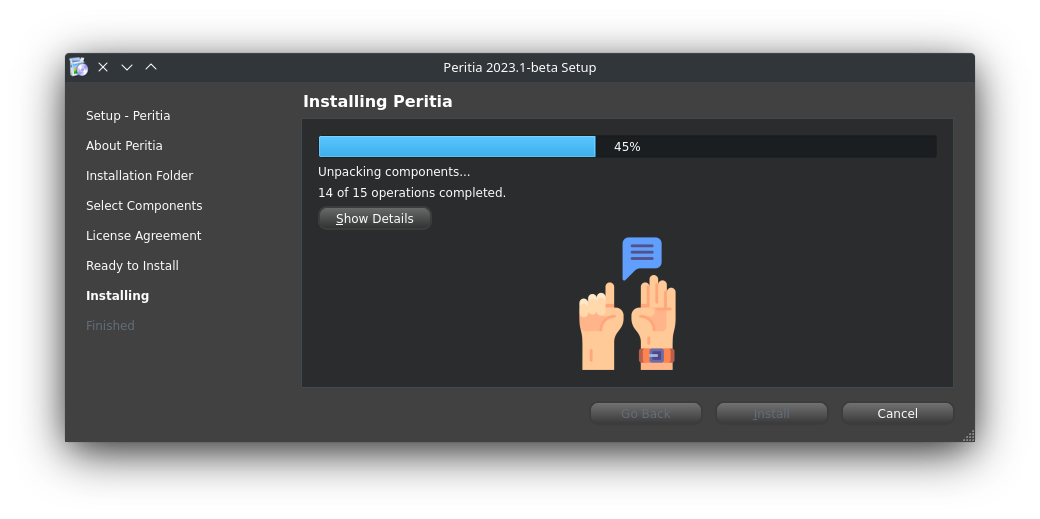 Peritia 2023.1-beta Setup
Setup - Peritia
About Peritia
Installation Folder
Select Components
License Agreement
Ready to Install
Installing
Finished
Installing Peritia
45%
Unpacking components...
14 of 15 operations completed.
Show Details
Go Back
Install
Cancel